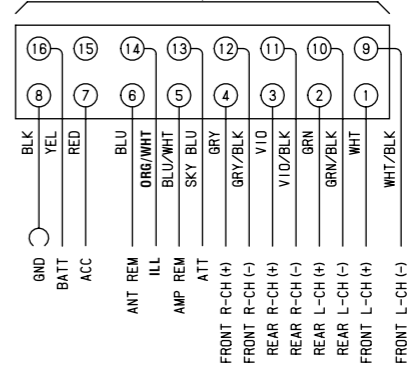 16 15 14 13 12 11 10 9
8 7 6 5 4 3 2 1
BLK
YEL
RED
BLU
ORG/WHT
BLU/WHT
SKY BLU
GRY
GRY/BLK
VIO
VIO/BLK
GRN
GRN/BLK
WHT
WHT/BLK
GND
BATT
ACC
ANT REM
ILL
AMP REM
ATT
FRONT R-CH (+)
FRONT R-CH (-)
REAR R-CH (+)
REAR R-CH (-)
REAR L-CH (+)
REAR L-CH (-)
FRONT L-CH (+)
FRONT L-CH (-)